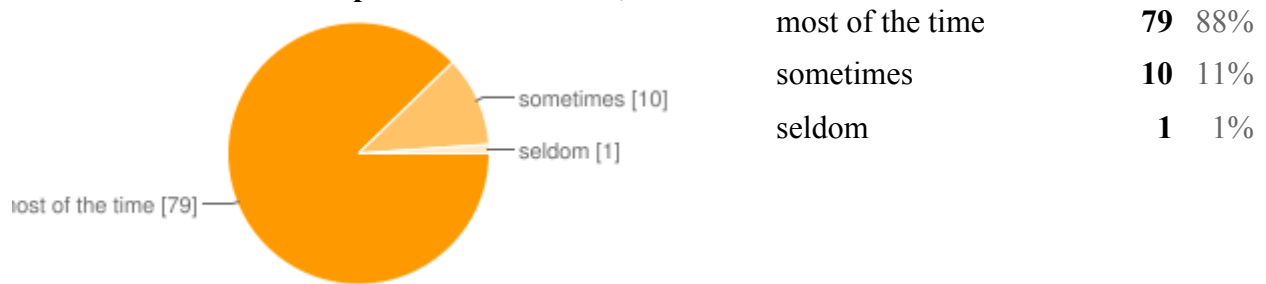 most of the time 79 88%
sometimes 10 11%
seldom 1 1%
sometimes [10]
seldom [1]
ost of the time [79]